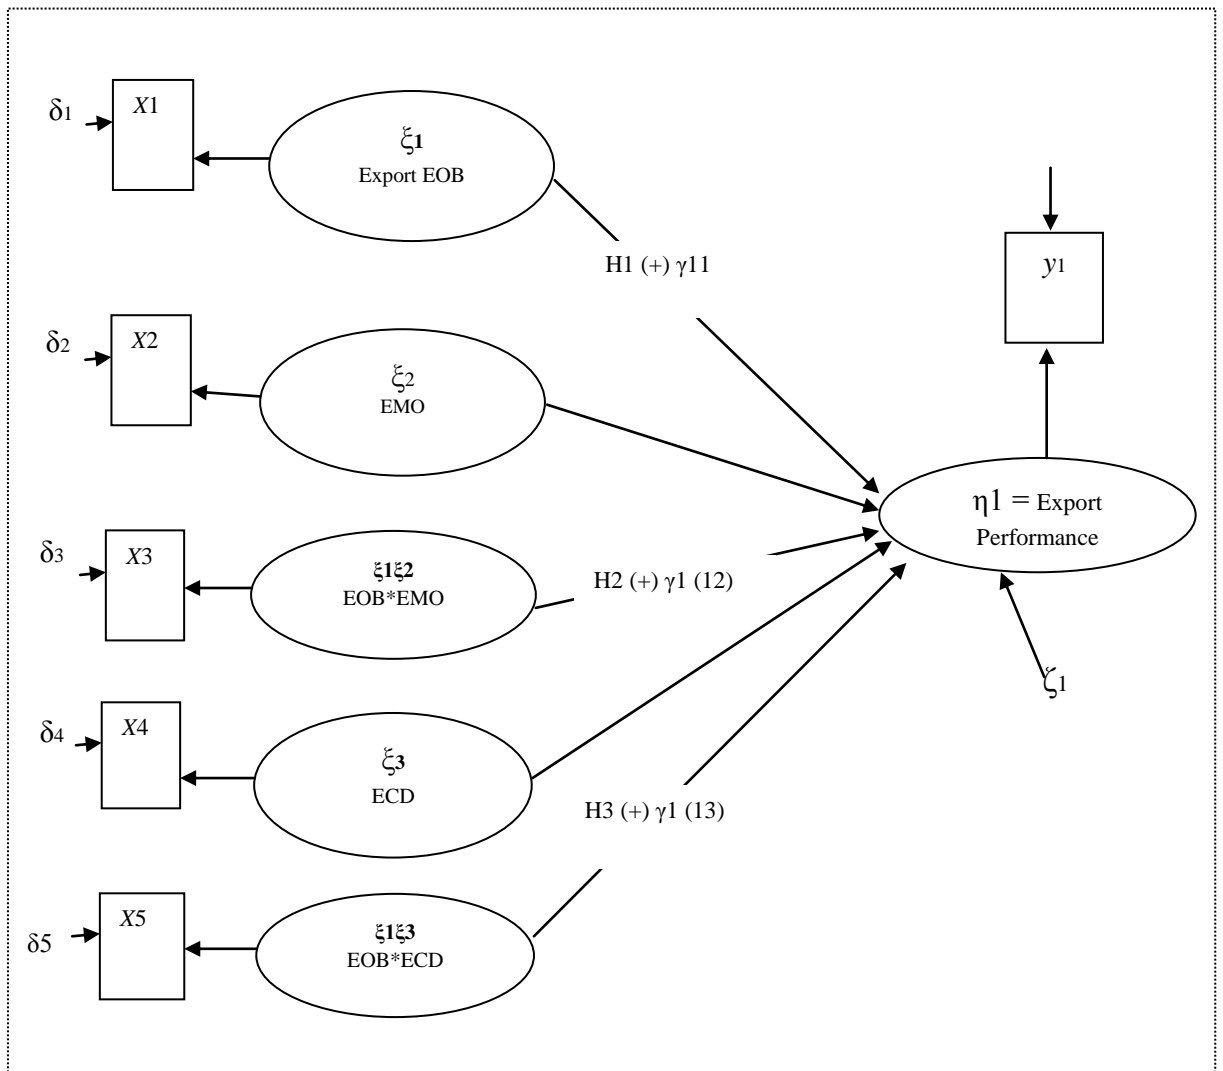 δ1
X1
ξ1
Export EOB
H1 (+) γ11
y1
δ2
X2
ξ2
EMO
η1 = Export
Performance
δ3
X3
ξ1ξ2
EOB*EMO
H2 (+) γ1 (12)
ζ1
δ4
X4
ξ3
ECD
H3 (+) γ1 (13)
δ5
X5
ξ1ξ3
EOB*ECD